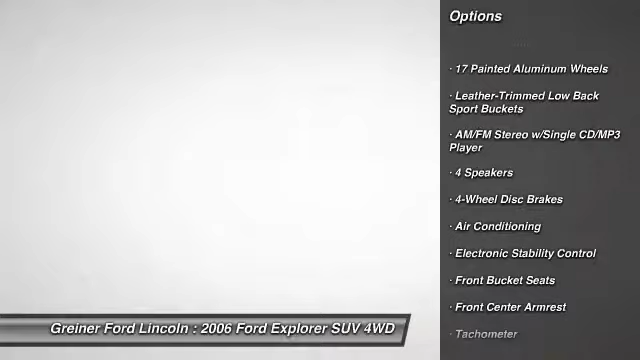 Options
· 17 Painted Aluminum Wheels
· Leather-Trimmed Low Back
Sport Buckets
· AM/FM Stereo w/Single CD/MP3
Player
· 4 Speakers
· 4-Wheel Disc Brakes
· Air Conditioning
· Electronic Stability Control
· Front Bucket Seats
· Front Center Armrest
· Tachometer
Greiner Ford Lincoln : 2006 Ford Explorer SUV 4WD